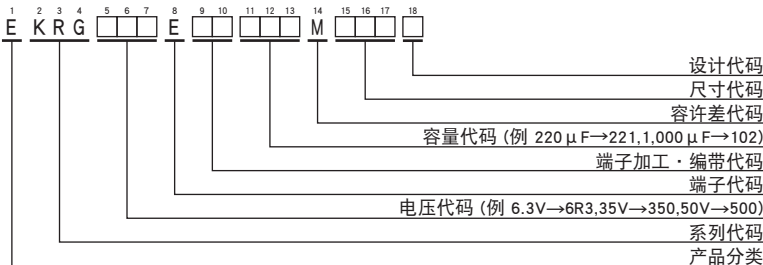 1 2 3 4 5 6 7 8 9 10 11 12 13 14 15 16 17 18
E KRG □□□ E □□ □□□ M □□□ □
设计代码
尺寸代码
容许差代码
容量代码 (例 220μF→221,1,000μF→102)
端子加工・编带代码
端子代码
电压代码 (例 6.3V→6R3,35V→350,50V→500)
系列代码
产品分类